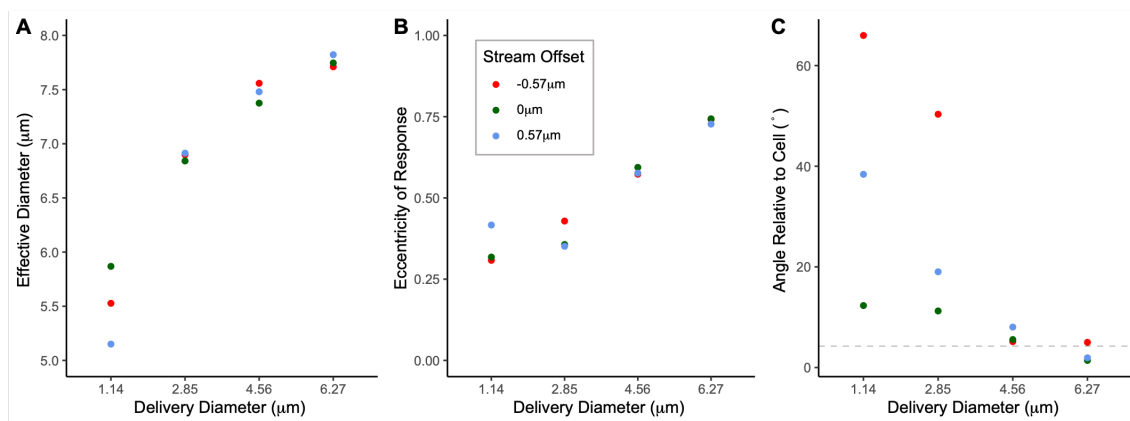 A
8.0
7.5
7.0
6.5
6.0
5.5
5.0
Effective Diameter (μm)
1.14 2.85 4.56 6.27
Delivery Diameter (μm)
B
1.00
0.75
0.50
0.25
0.00
Eccentricity of Response
Stream Offset
-0.57μm
0μm
0.57μm
1.14 2.85 4.56 6.27
Delivery Diameter (μm)
C
60
40
20
0
Angle Relative to Cell (°)
1.14 2.85 4.56 6.27
Delivery Diameter (μm)